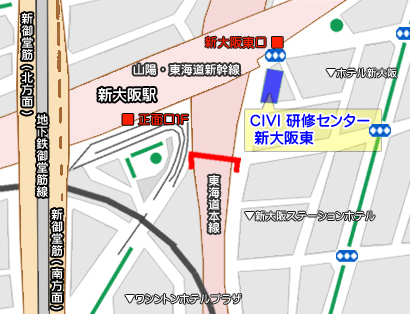 新御堂筋(北方面)
地下鉄御堂筋線
新御堂筋(南方面)
新大阪東口
山陽・東海道新幹線
新大阪駅
正面口1F
▽ホテル新大阪
CIVI 研修センター
新大阪東
東海道本線
▽新大阪ステーションホテル
▽ワシントンホテルプラザ